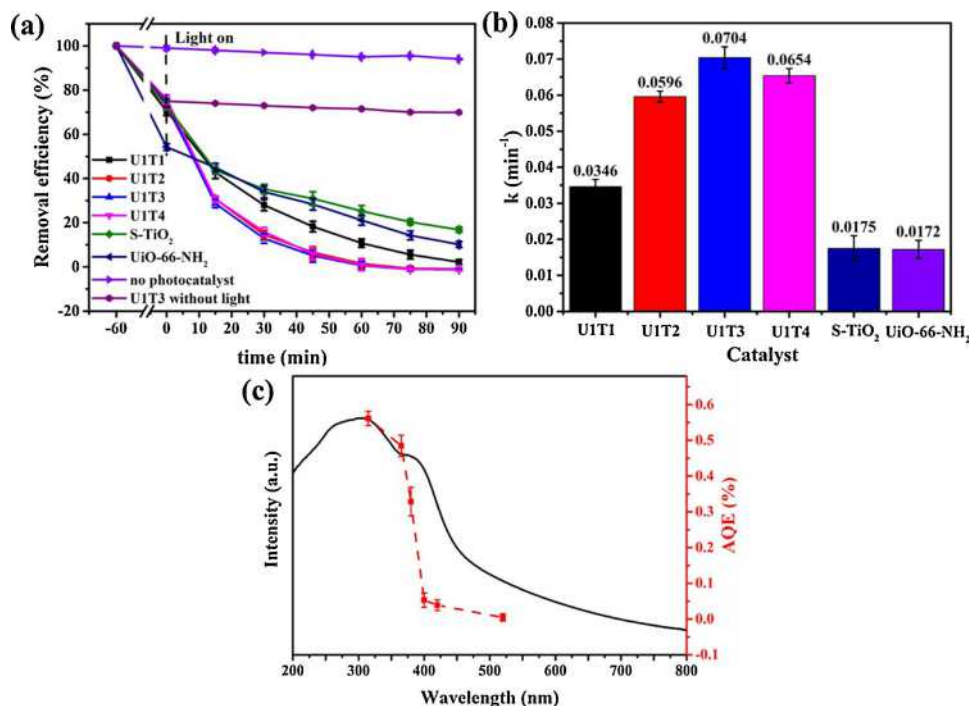 (a)
Light on
100
80
60
40
20
0
-20
Removal efficiency (%)
U1T1
U1T2
U1T3
U1T4
S-TiO₂
UiO-66-NH₂
no photocatalyst
U1T3 without light
-60 0 10 20 30 40 50 60 70 80 90
time (min)
(b)
0.08
0.07
0.06
0.05
0.04
0.03
0.02
0.01
0.00
k (min⁻¹)
0.0346
0.0596
0.0704
0.0654
0.0175
0.0172
U1T1 U1T2 U1T3 U1T4 S-TiO₂ UiO-66-NH₂
Catalyst
(c)
Intensity (a.u.)
0.6
0.5
0.4
0.3
0.2
0.1
0.0
-0.1
AQE (%)
200 300 400 500 600 700 800
Wavelength (nm)